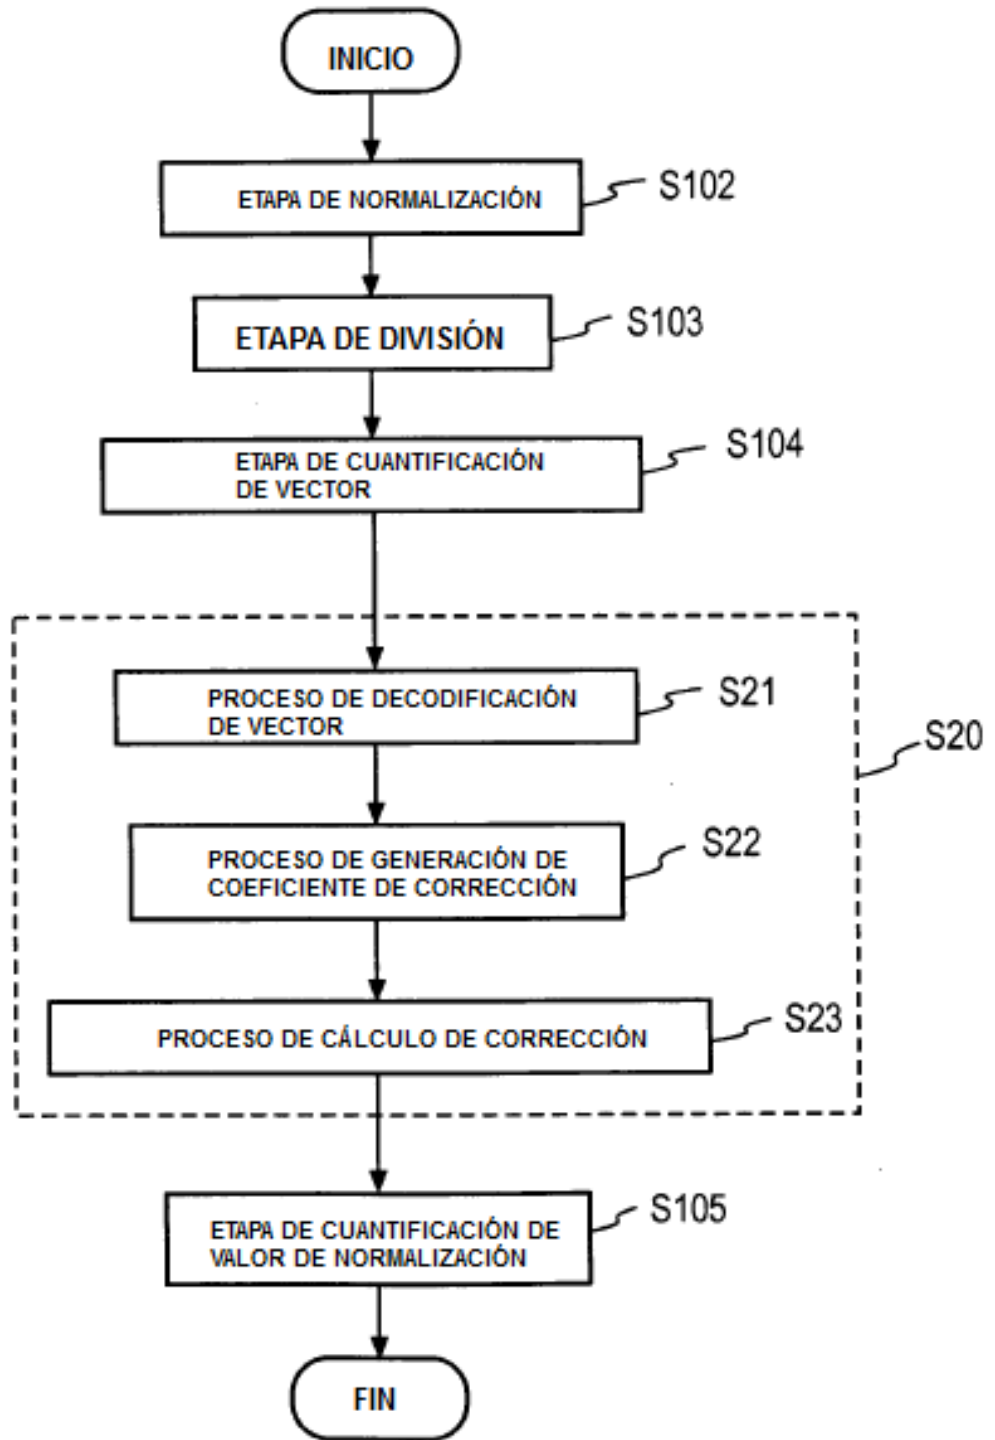 INICIO
ETAPA DE NORMALIZACIÓN
S102
ETAPA DE DIVISIÓN
S103
ETAPA DE CUANTIFICACIÓN
DE VECTOR
S104
PROCESO DE DECODIFICACIÓN
DE VECTOR
S21
S20
PROCESO DE GENERACIÓN DE
COEFICIENTE DE CORRECCIÓN
S22
PROCESO DE CÁLCULO DE CORRECCIÓN
S23
ETAPA DE CUANTIFICACIÓN DE
VALOR DE NORMALIZACIÓN
S105
FIN